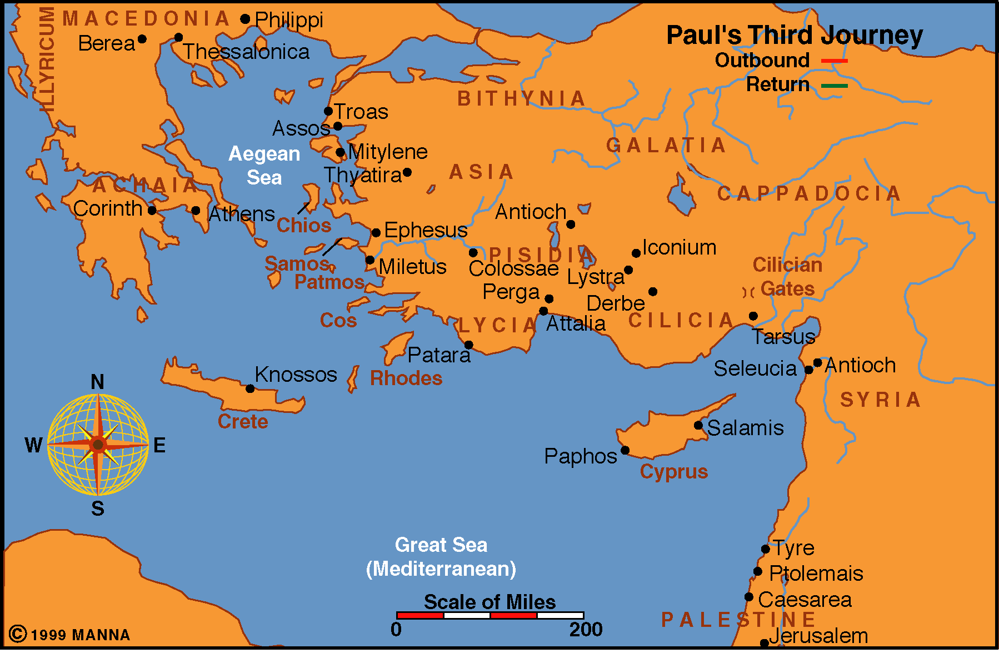 Paul's Third Journey
Outbound
Return
MACEDONIA
Philippi
Berea
Thessalonica
ILLYRICUM
BITHYNIA
Troas
Assos
Aegean
Sea
Mitylene
Thyatira
ASIA
GALATIA
CAPPADOCIA
ACHAIA
Corinth
Athens
Chios
Antioch
Ephesus
Samos
Patmos
Miletus
PISIDIA
Colossae
Iconium
Lystra
Cilician
Gates
Perga
Derbe
Cos
LYCIA
Attalia
CILICIA
Tarsus
Patara
Rhodes
Seleucia
Antioch
Knossos
Crete
SYRIA
Salamis
Paphos
Cyprus
N
W
E
S
Great Sea
(Mediterranean)
Tyre
Ptolemais
Caesarea
PALESTINE
Jerusalem
Scale of Miles
0 200
© 1999 MANNA